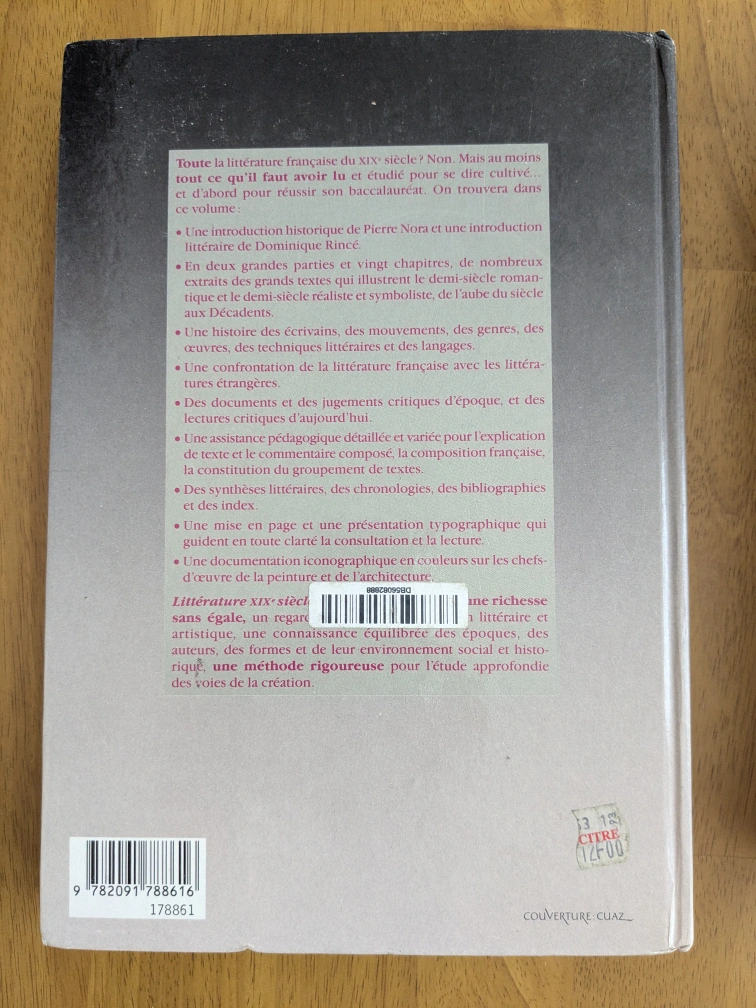 Toute la littérature française du XIXe siècle ? Non. Mais au moins
tout ce qu'il faut avoir lu et étudié pour se dire cultivé...
et d'abord pour réussir son baccalauréat. On trouvera dans
ce volume :
• Une introduction historique de Pierre Nora et une introduction
littéraire de Dominique Rincé.
• En deux grandes parties et vingt chapitres, de nombreux
extraits des grands textes qui illustrent le demi-siècle roman-
tique et le demi-siècle réaliste et symboliste, de l'aube du siècle
aux Décadents.
• Une histoire des écrivains, des mouvements, des genres, des
œuvres, des techniques littéraires et des langages.
• Une confrontation de la littérature française avec les littéra-
tures étrangères.
• Des documents et des jugements critiques d'époque, et des
lectures critiques d'aujourd'hui.
• Une assistance pédagogique détaillée et variée pour l'explication
de texte et le commentaire composé, la composition française,
la constitution du groupement de textes.
• Des synthèses littéraires, des chronologies, des bibliographies
et des index.
• Une mise en page et une présentation typographique qui
guident en toute clarté la consultation et la lecture.
• Une documentation iconographique en couleurs sur les chefs-
d'œuvre de la peinture et de l'architecture.
DB56082888
Littérature XIXe siècl une richesse
sans égale, un regard littéraire et
artistique, une connaissance équilibrée des époques, des
auteurs, des formes et de leur environnement social et histo-
rique, une méthode rigoureuse pour l'étude approfondie
des voies de la création.
CITRE
12F00
9 782091 788616
178861
COUVERTURE : CUAZ